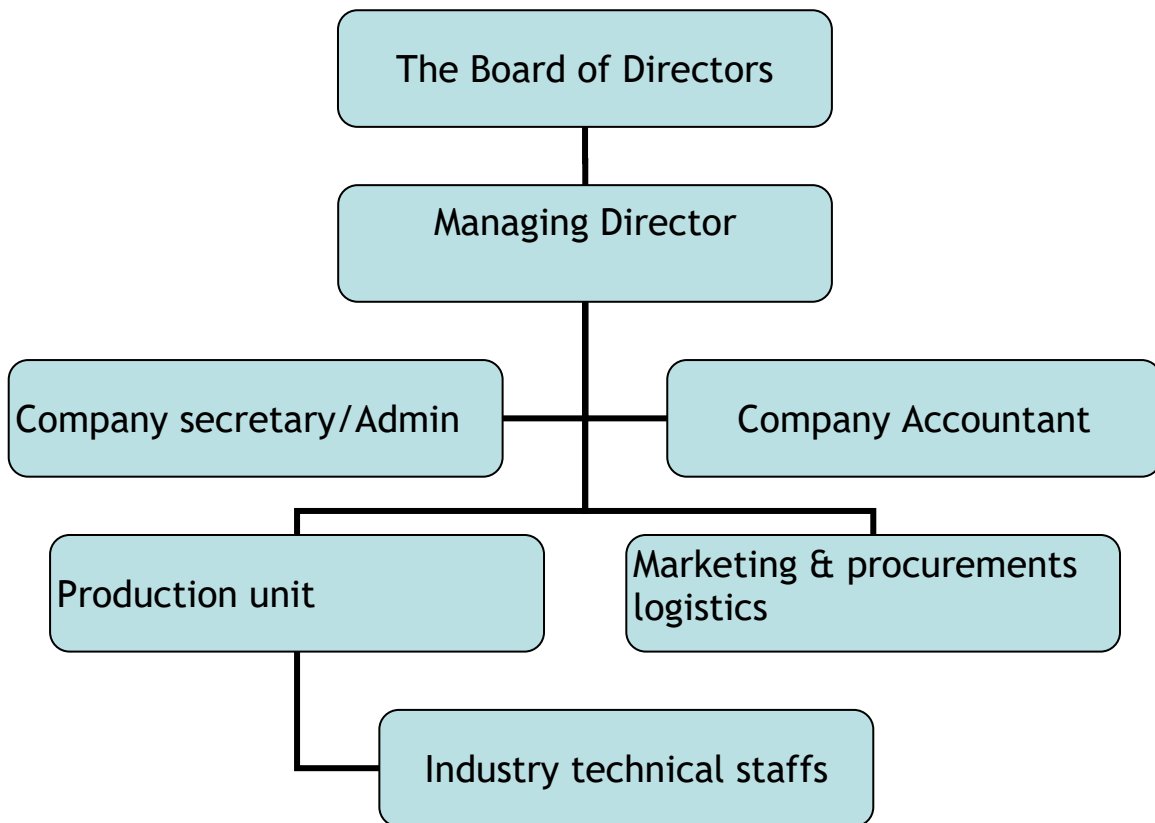 The Board of Directors
Managing Director
Company secretary/Admin
Company Accountant
Production unit
Marketing & procurements
logistics
Industry technical staffs